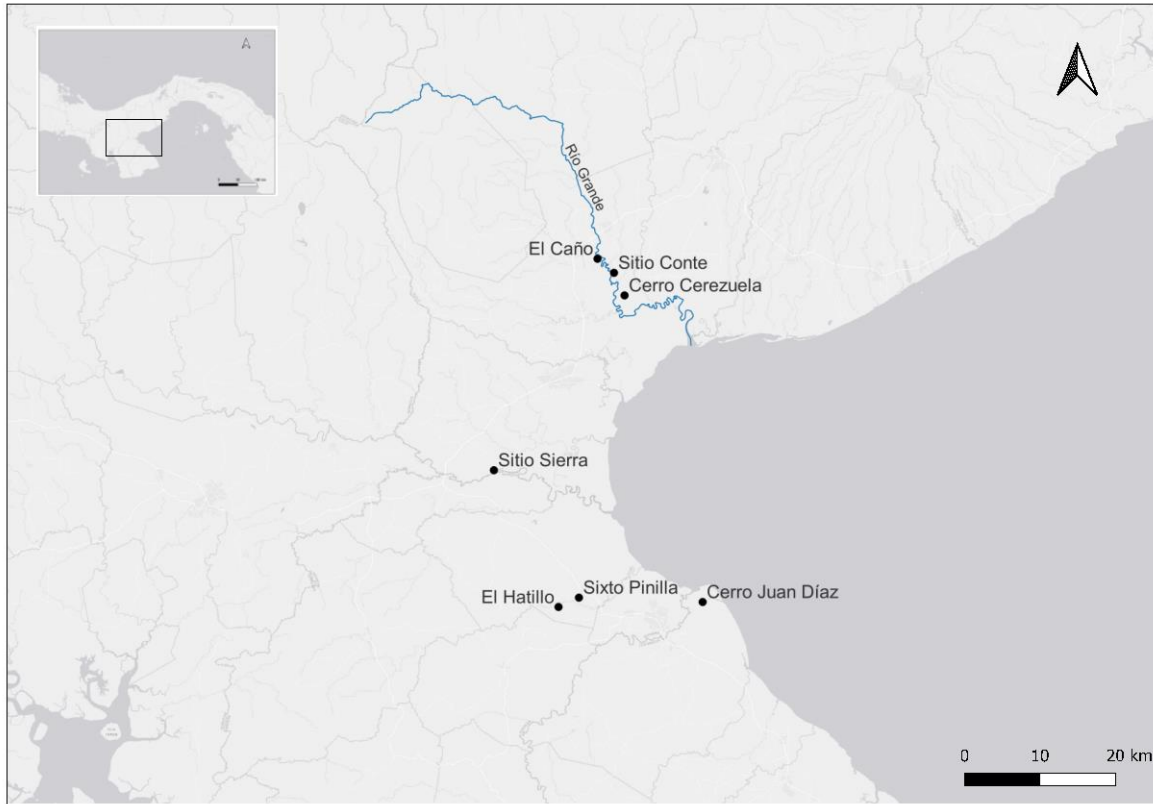 Río Grande
El Caño
Sitio Conte
Cerro Cerezuela
Sitio Sierra
Sixto Pinilla
El Hatillo
Cerro Juan Díaz
0 10 20 km